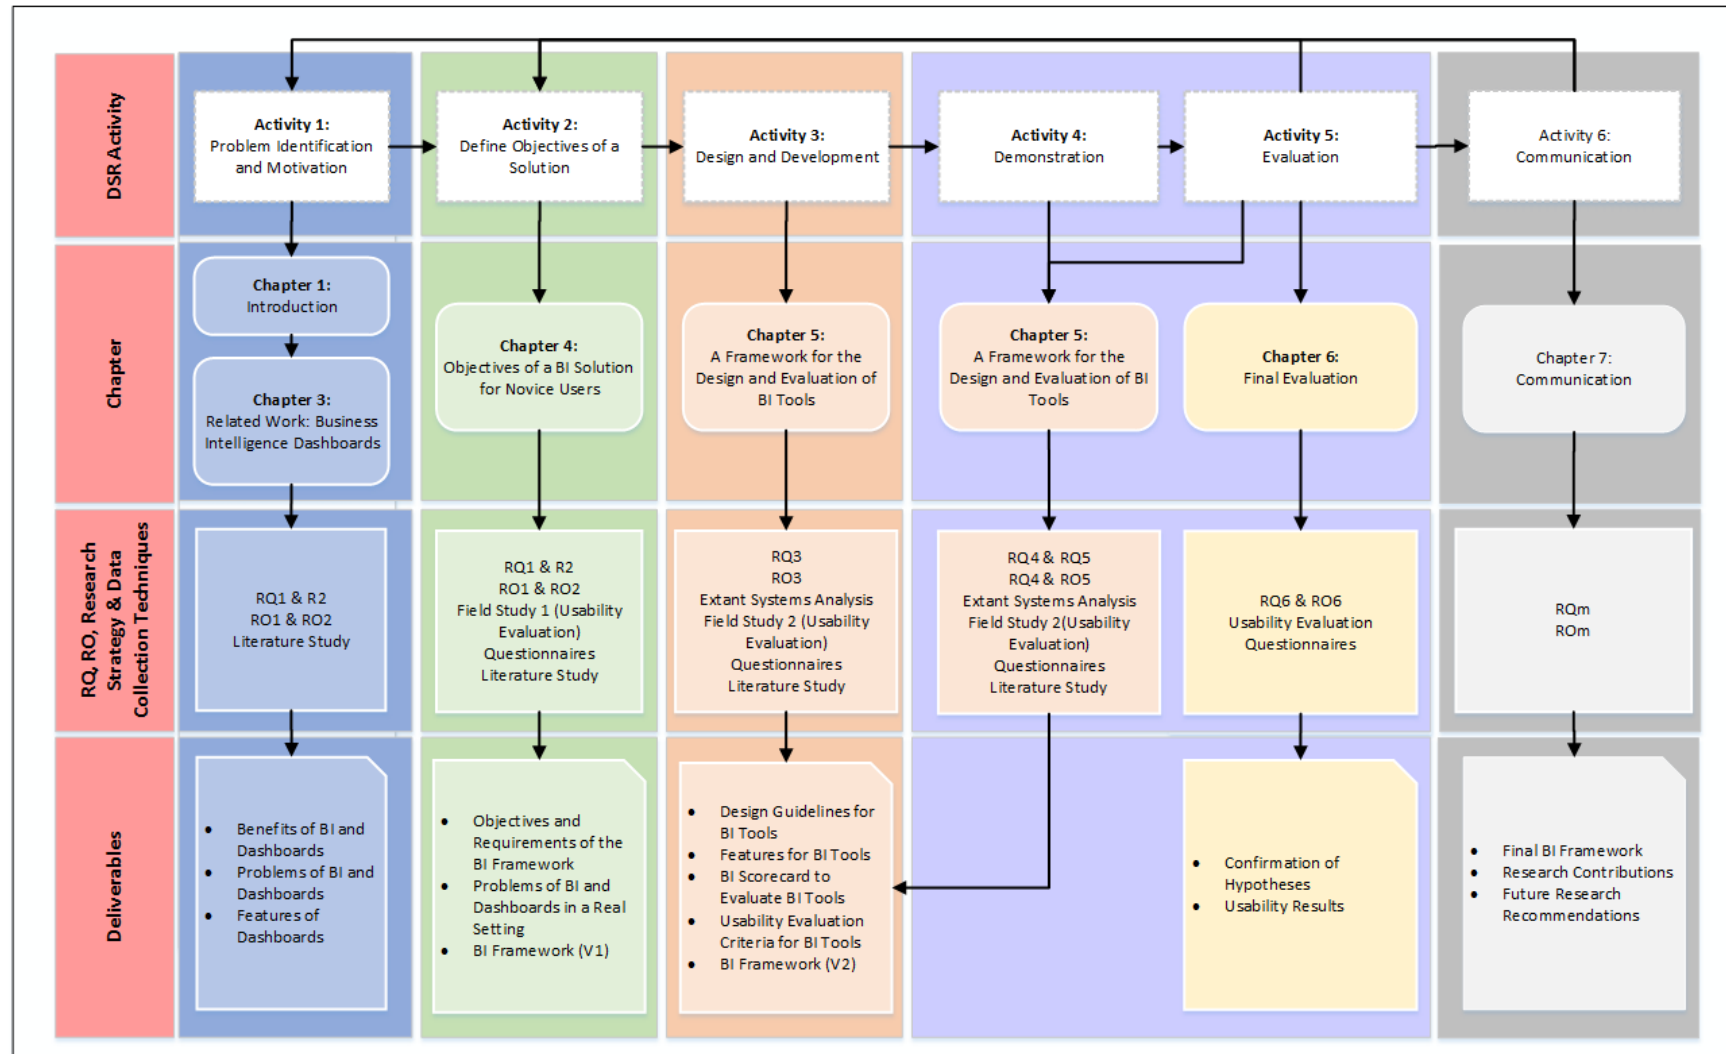 DSR Activity
Activity 1:
Problem Identification
and Motivation
Activity 2:
Define Objectives of a
Solution
Activity 3:
Design and Development
Activity 4:
Demonstration
Activity 5:
Evaluation
Activity 6:
Communication
Chapter
Chapter 1:
Introduction
Chapter 3:
Related Work: Business
Intelligence Dashboards
Chapter 4:
Objectives of a BI Solution
for Novice Users
Chapter 5:
A Framework for the
Design and Evaluation of
BI Tools
Chapter 5:
A Framework for the
Design and Evaluation of BI
Tools
Chapter 6:
Final Evaluation
Chapter 7:
Communication
RQ, RO, Research
Strategy & Data
Collection Techniques
RQ1 & R2
RO1 & RO2
Literature Study
RQ1 & R2
RO1 & RO2
Field Study 1 (Usability
Evaluation)
Questionnaires
Literature Study
RQ3
RO3
Extant Systems Analysis
Field Study 2 (Usability
Evaluation)
Questionnaires
Literature Study
RQ4 & RQ5
RQ4 & RO5
Extant Systems Analysis
Field Study 2(Usability
Evaluation)
Questionnaires
Literature Study
RQ6 & RO6
Usability Evaluation
Questionnaires
RQm
ROm
Deliverables
• Benefits of BI and
Dashboards
• Problems of BI and
Dashboards
• Features of
Dashboards
• Objectives and
Requirements of the
BI Framework
• Problems of BI and
Dashboards in a Real
Setting
• BI Framework (V1)
• Design Guidelines for
BI Tools
• Features for BI Tools
• BI Scorecard to
Evaluate BI Tools
• Usability Evaluation
Criteria for BI Tools
• BI Framework (V2)
• Confirmation of
Hypotheses
• Usability Results
• Final BI Framework
• Research Contributions
• Future Research
Recommendations